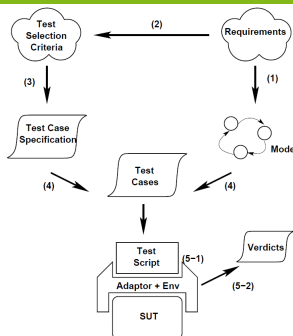 Test
Selection
Criteria
(2)
Requirements
(3)
(1)
Test Case
Specification
Mode
(4)
Test
Cases
(4)
Test
Script
(5-1)
Verdicts
Adaptor + Env
(5-2)
SUT